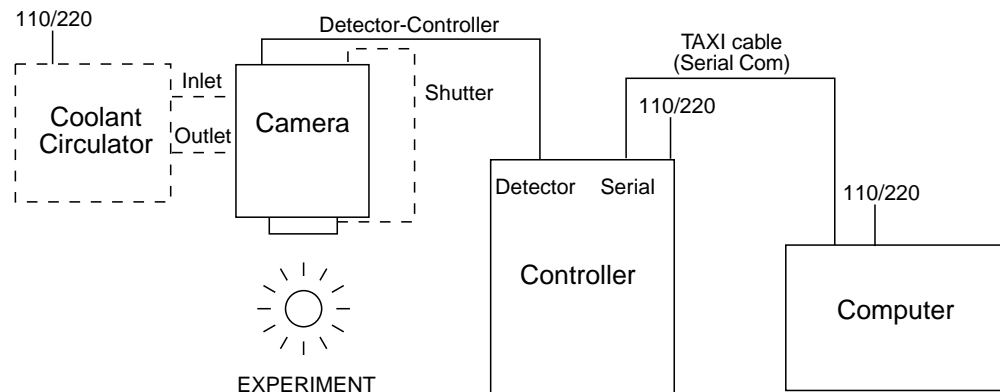 110/220
Detector-Controller
TAXI cable
(Serial Com)
Inlet
Shutter
110/220
Coolant
Circulator
Outlet
Camera
Detector
Serial
110/220
Controller
Computer
EXPERIMENT